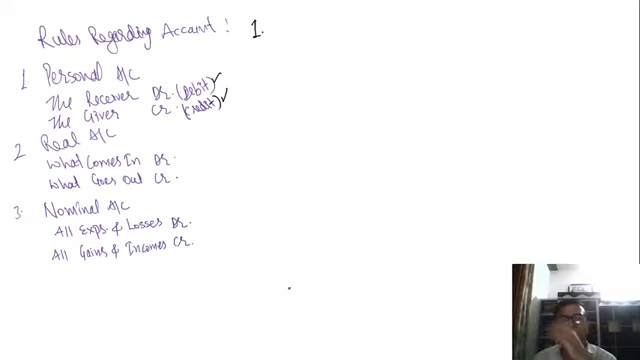 Rules Regarding Account! 1.
1 Personal A/C
The Receiver Dr. (Debit) ✓
The Giver Cr. (Credit) ✓
2 Real A/C
What Comes In Dr.
What Goes Out Cr.
3. Nominal A/C
All Exps. & Losses Dr.
All Gains & Incomes Cr.